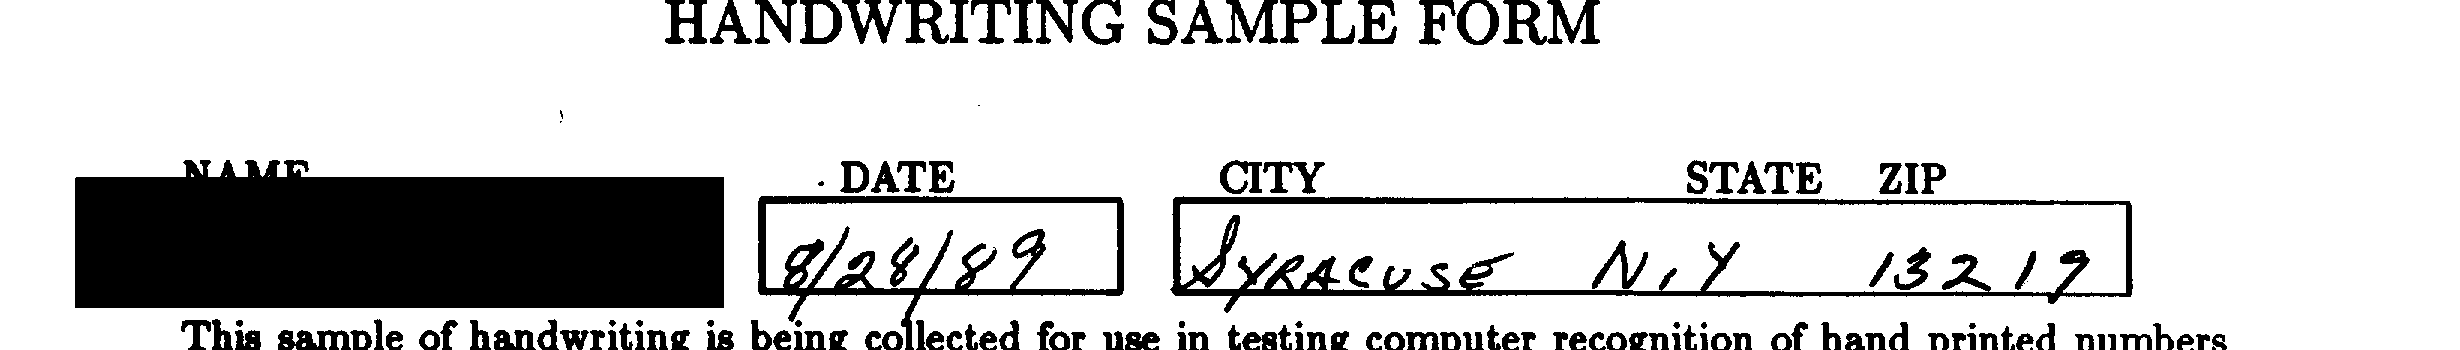 HANDWRITING SAMPLE FORM
NAME DATE CITY STATE ZIP
8/28/89 SYRACUSE N.Y 13219
This sample of handwriting is being collected for use in testing computer recognition of hand printed numbers